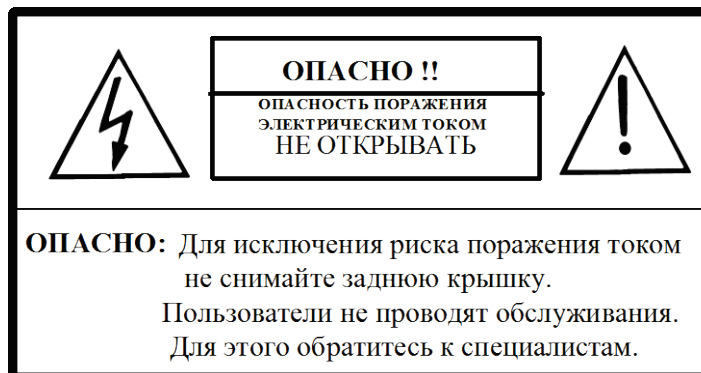 ОПАСНО !!
ОПАСНОСТЬ ПОРАЖЕНИЯ
ЭЛЕКТРИЧЕСКИМ ТОКОМ
НЕ ОТКРЫВАТЬ
ОПАСНО: Для исключения риска поражения током
не снимайте заднюю крышку.
Пользователи не проводят обслуживания.
Для этого обратитесь к специалистам.